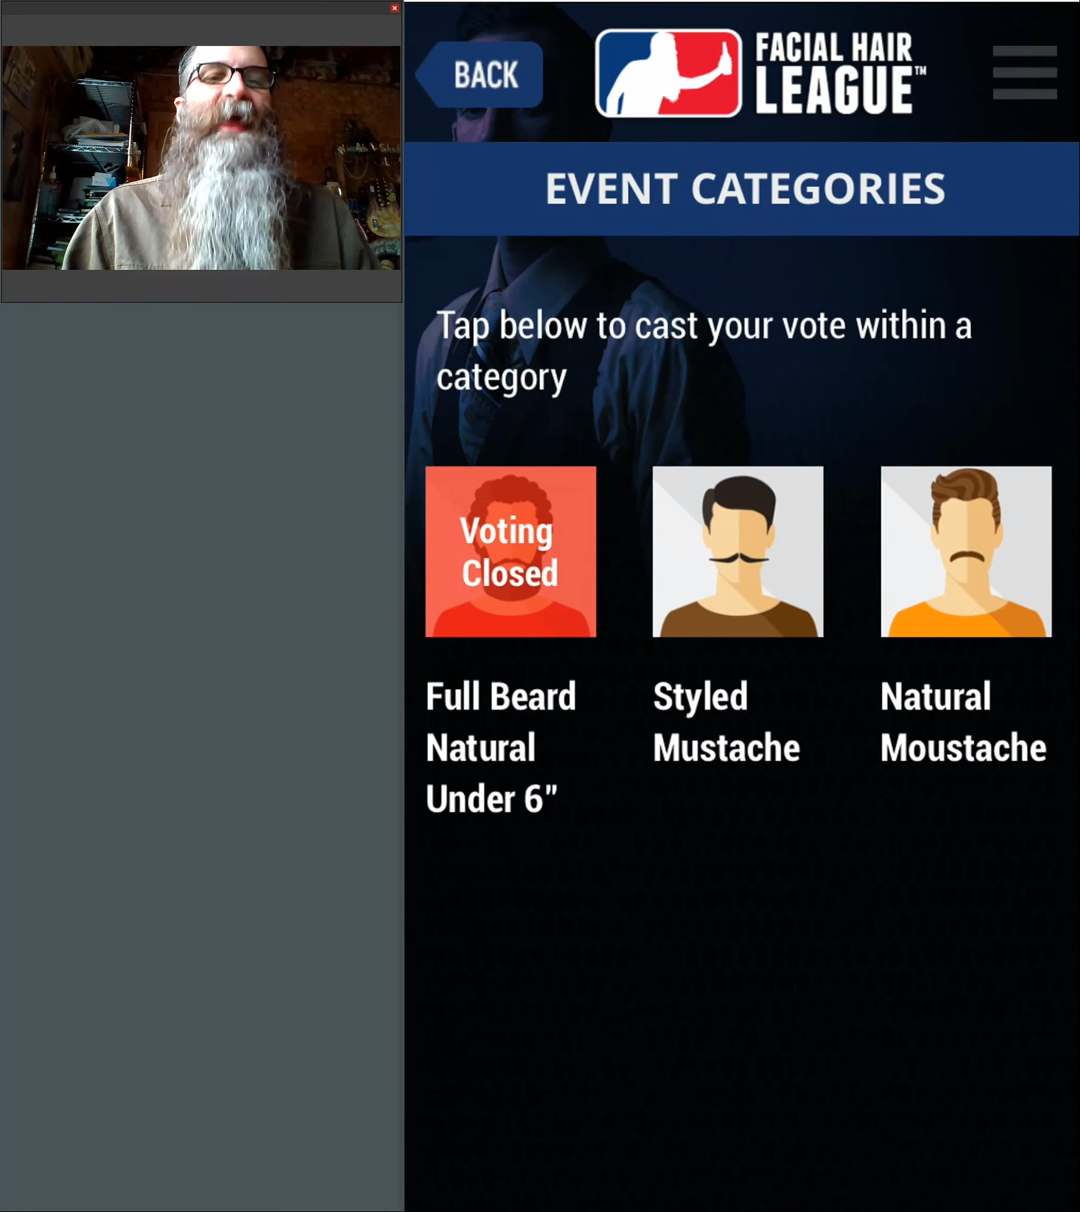 BACK
FACIAL HAIR
LEAGUE™
EVENT CATEGORIES
Tap below to cast your vote within a
category
Voting
Closed
Full Beard
Natural
Under 6"
Styled
Mustache
Natural
Moustache